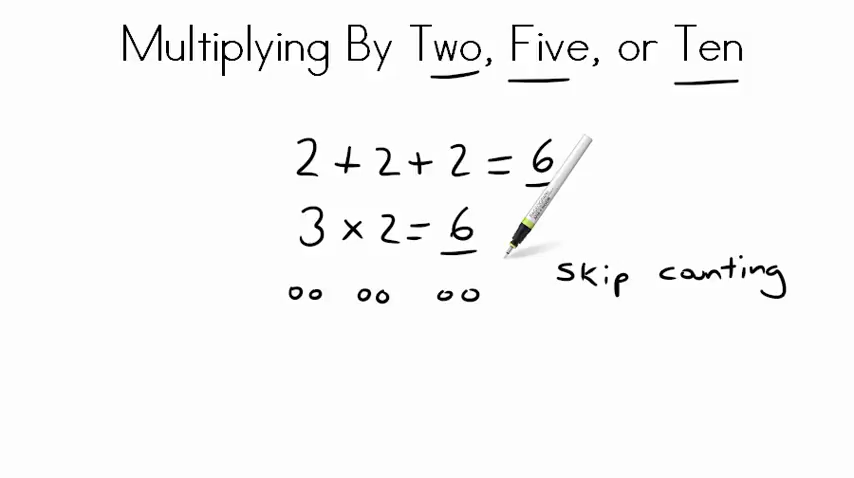 Multiplying By Two, Five, or Ten
2 + 2 + 2 = 6
3 × 2 = 6
skip counting